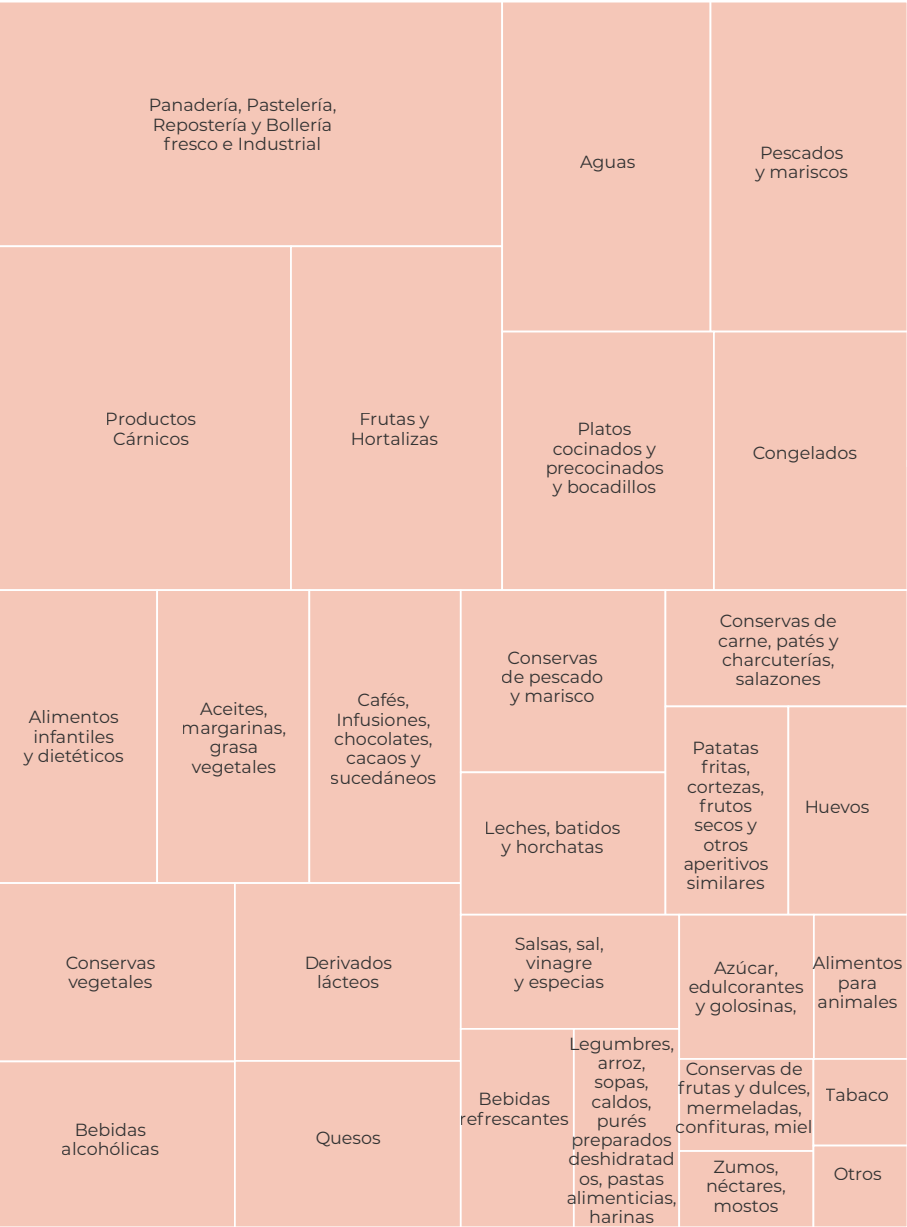 Panadería, Pastelería,
Repostería y Bollería
fresco e Industrial
Aguas
Pescados
y mariscos
Productos
Cárnicos
Frutas y
Hortalizas
Platos
cocinados y
precocinados
y bocadillos
Congelados
Alimentos
infantiles
y dietéticos
Aceites,
margarinas,
grasa
vegetales
Cafés,
Infusiones,
chocolates,
cacaos y
sucedáneos
Conservas
de pescado
y marisco
Conservas de
carne, patés y
charcuterías,
salazones
Leches, batidos
y horchatas
Patatas
fritas,
cortezas,
frutos
secos y
otros
aperitivos
similares
Huevos
Conservas
vegetales
Derivados
lácteos
Salsas, sal,
vinagre
y especias
Azúcar,
edulcorantes
y golosinas,
Alimentos
para
animales
Bebidas
alcohólicas
Quesos
Bebidas
refrescantes
Legumbres,
arroz,
sopas,
caldos,
purés
preparados
deshidratad
os, pastas
alimenticias,
harinas
Conservas de
frutas y dulces,
mermeladas,
confituras, miel
Tabaco
Zumos,
néctares,
mostos
Otros